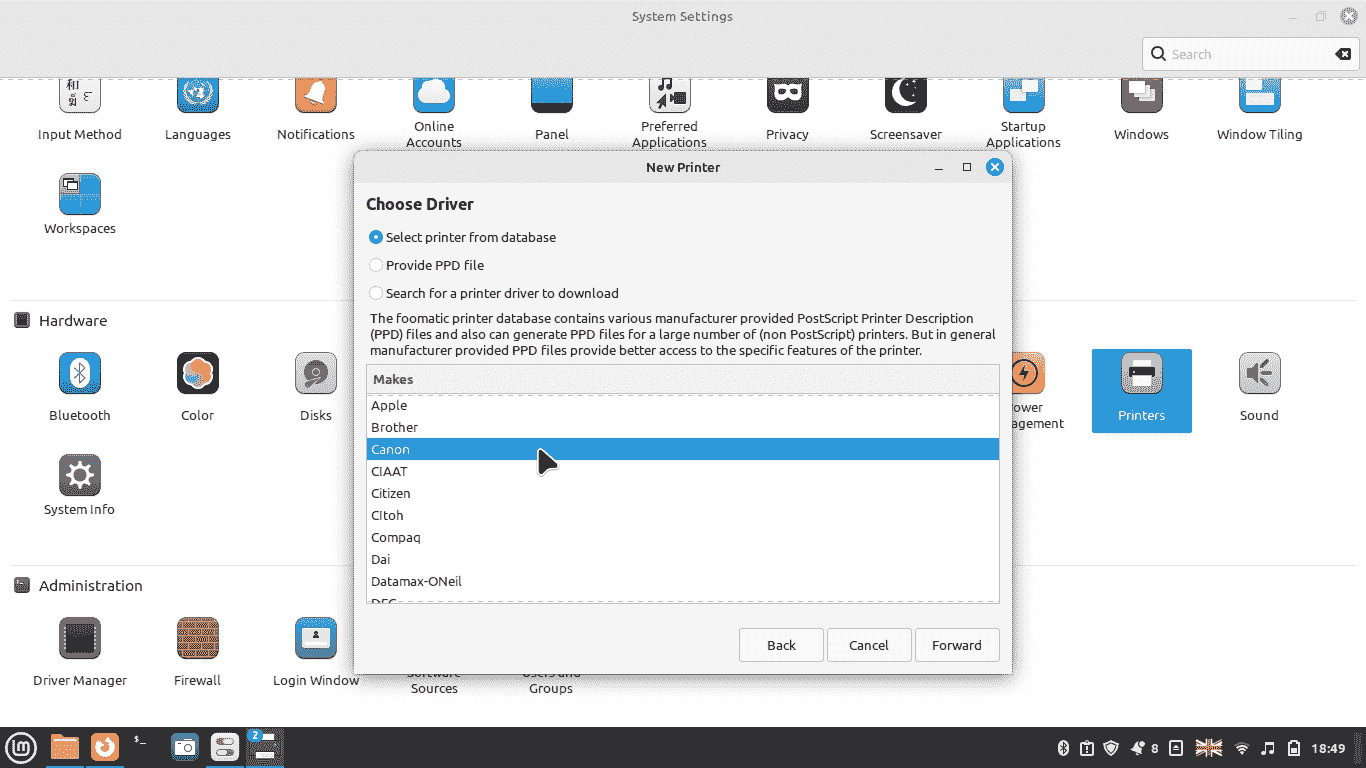 System Settings
Search
Input Method
Languages
Notifications
Online
Accounts
Panel
Preferred
Applications
Privacy
Screensaver
Startup
Applications
Windows
Window Tiling
Workspaces
New Printer
Choose Driver
Select printer from database
Provide PPD file
Search for a printer driver to download
The foomatic printer database contains various manufacturer provided PostScript Printer Description
(PPD) files and also can generate PPD files for a large number of (non PostScript) printers. But in general
manufacturer provided PPD files provide better access to the specific features of the printer.
Makes
Apple
Brother
Canon
CIAAT
Citizen
CItoh
Compaq
Dai
Datamax-ONeil
DEC
Back
Cancel
Forward
Hardware
Bluetooth
Color
Disks
ower
agement
Printers
Sound
System Info
Administration
Driver Manager
Firewall
Login Window
Software
Sources
Users and
Groups
2
8
18:49